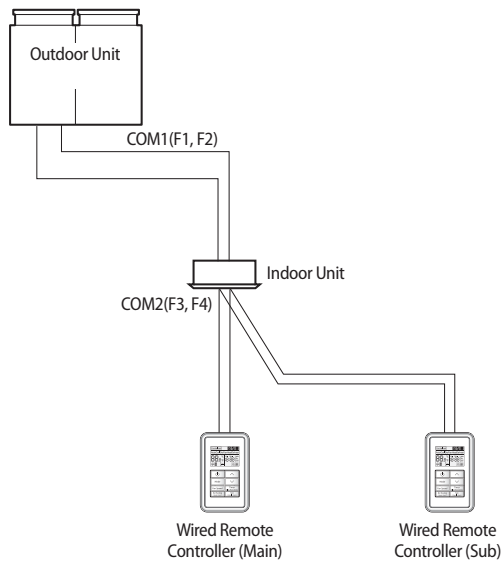 Outdoor Unit
COM1(F1, F2)
Indoor Unit
COM2(F3, F4)
Wired Remote
Controller (Main)
Wired Remote
Controller (Sub)